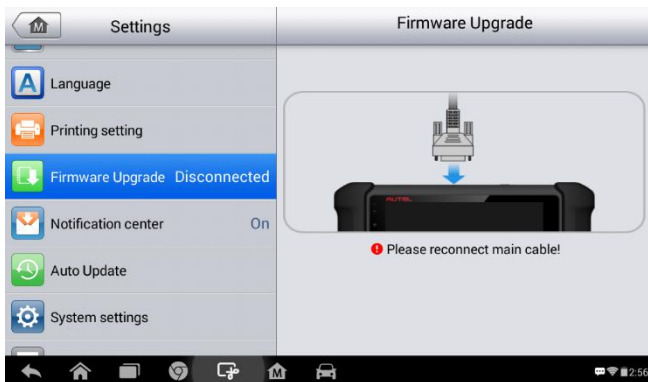 M
Settings
Firmware Upgrade
A Language
Printing setting
Firmware Upgrade Disconnected
Notification center On
Auto Update
System settings
AUTEL
Please reconnect main cable!
M
2:56